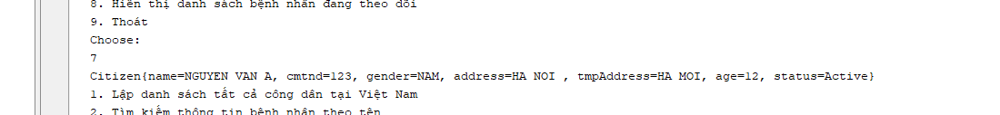 8. Hiển thị danh sách bệnh nhân đang theo dõi
9. Thoát
Choose:
7
Citizen{name=NGUYEN VAN A, cmtnd=123, gender=NAM, address=HA NOI , tmpAddress=HA MOI, age=12, status=Active}
1. Lập danh sách tất cả công dân tại Việt Nam
2. Tìm kiếm thông tin bệnh nhân theo tên